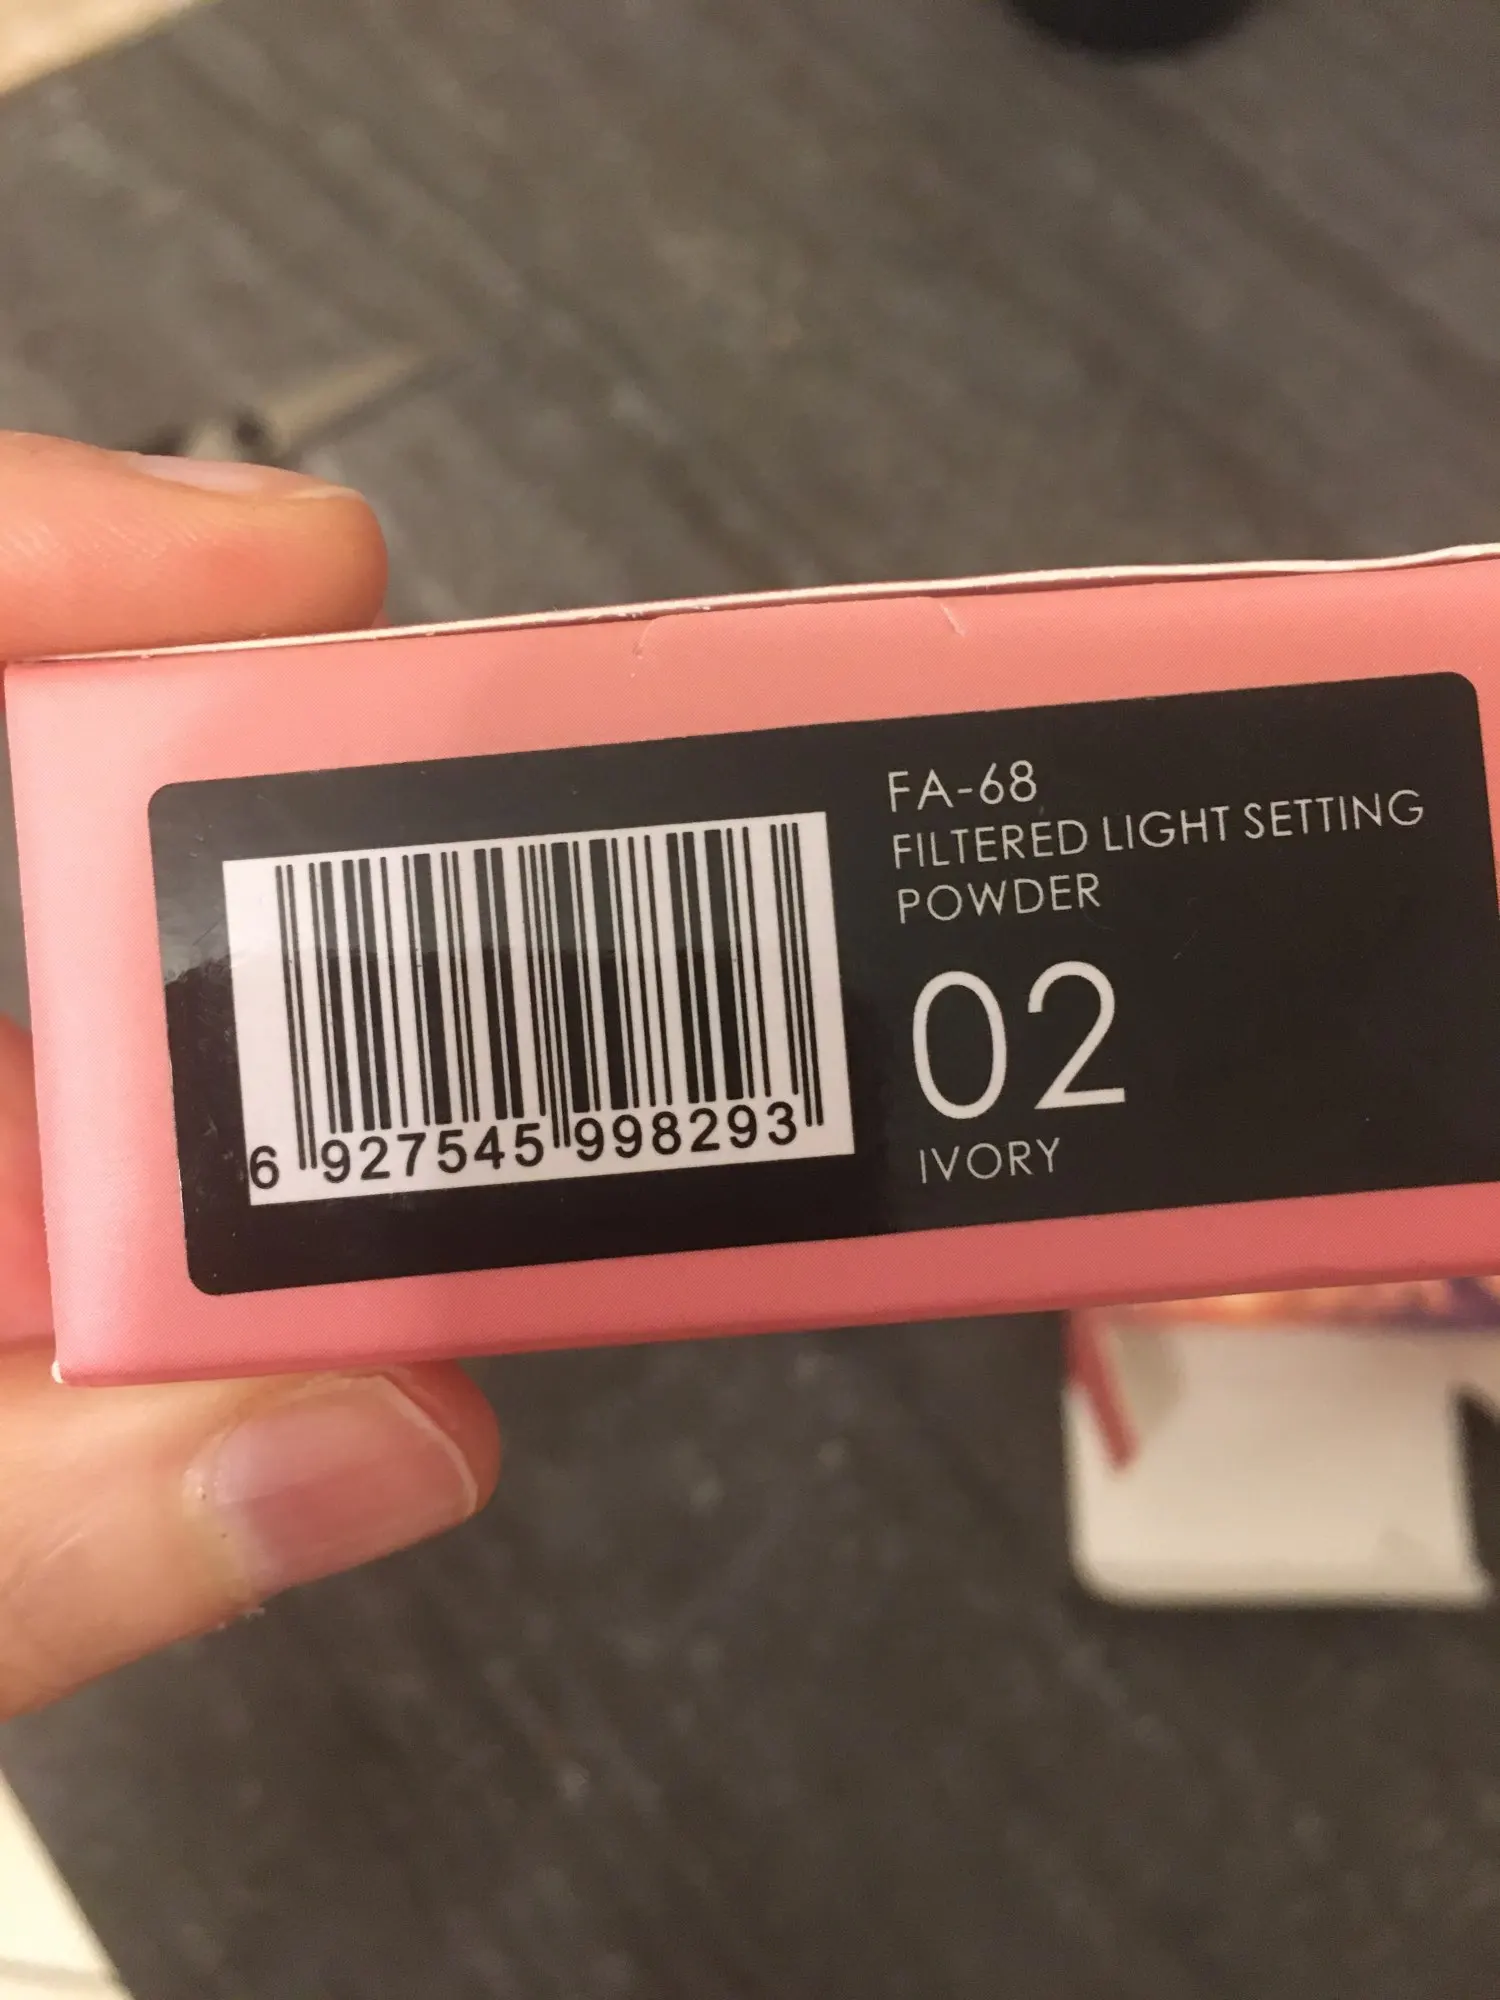 FA-68
FILTERED LIGHT SETTING
POWDER
02
IVORY
6 927545 998293